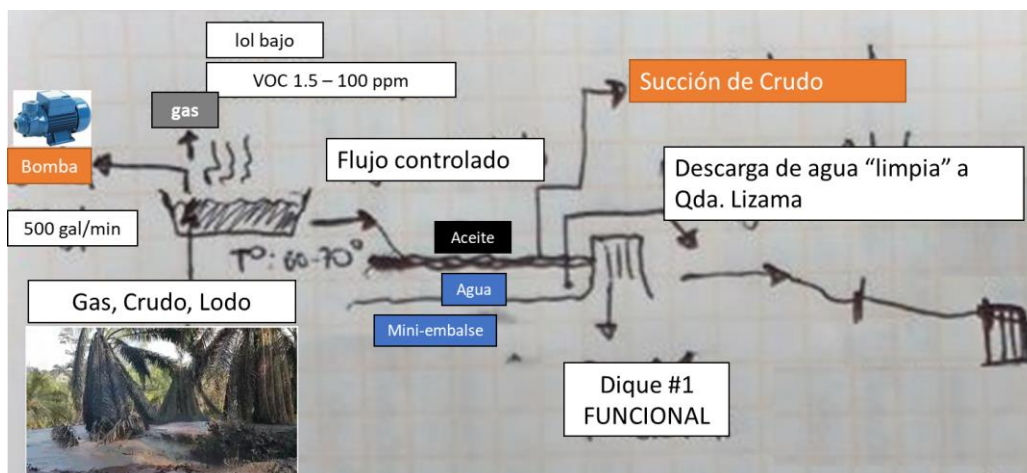 lol bajo
VOC 1.5 – 100 ppm
gas
Succión de Crudo
Bomba
Flujo controlado
Descarga de agua “limpia” a
Qda. Lizama
500 gal/min
Aceite
T°: 60-70°
Agua
Gas, Crudo, Lodo
Mini-embalse
Dique #1
FUNCIONAL